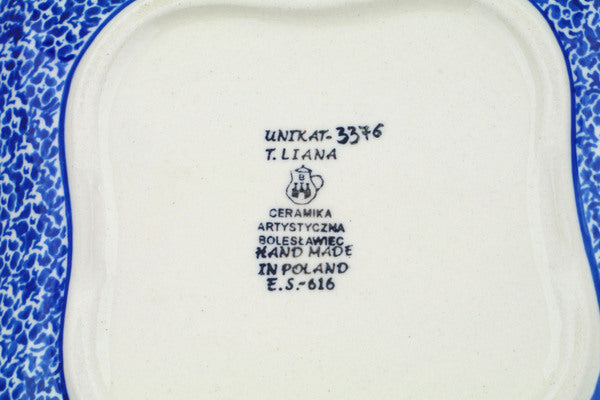 UNIKAT-3376
T.LIANA
B
CERAMIKA
ARTYSTYCZNA
BOLESŁAWIEC
HAND MADE
IN POLAND
E.S.-616